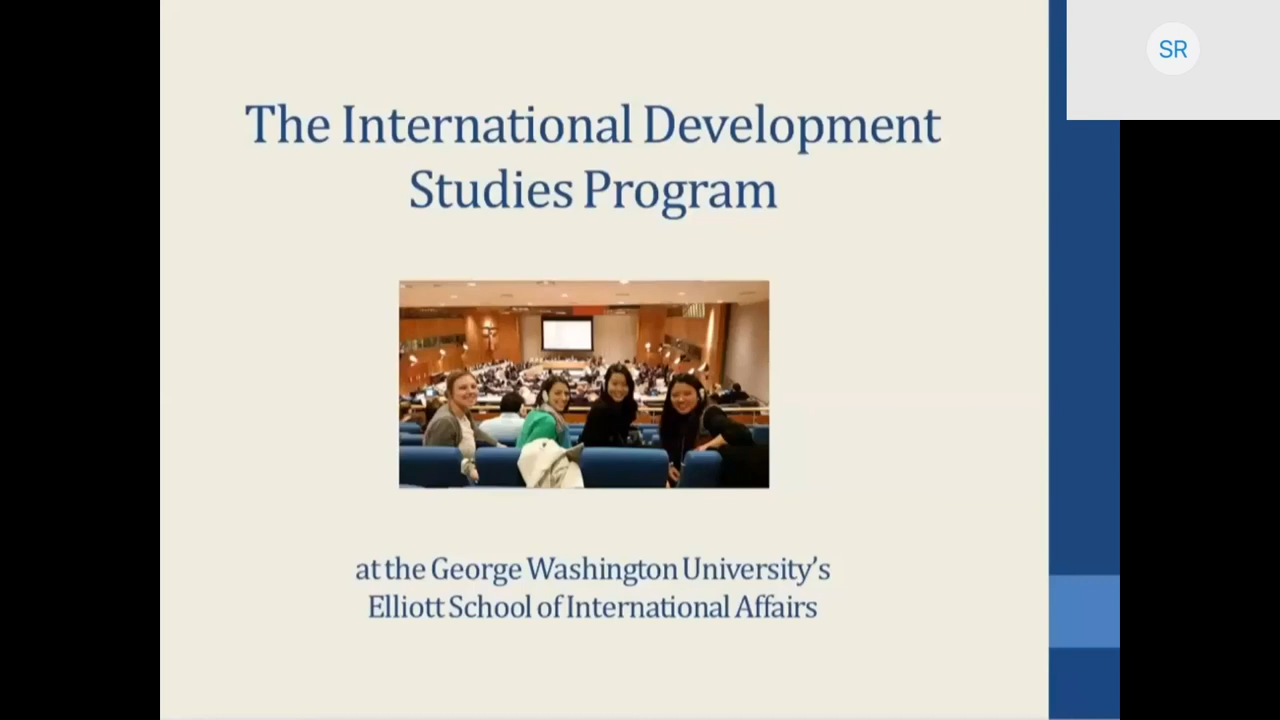 SR
The International Development
Studies Program
at the George Washington University's
Elliott School of International Affairs